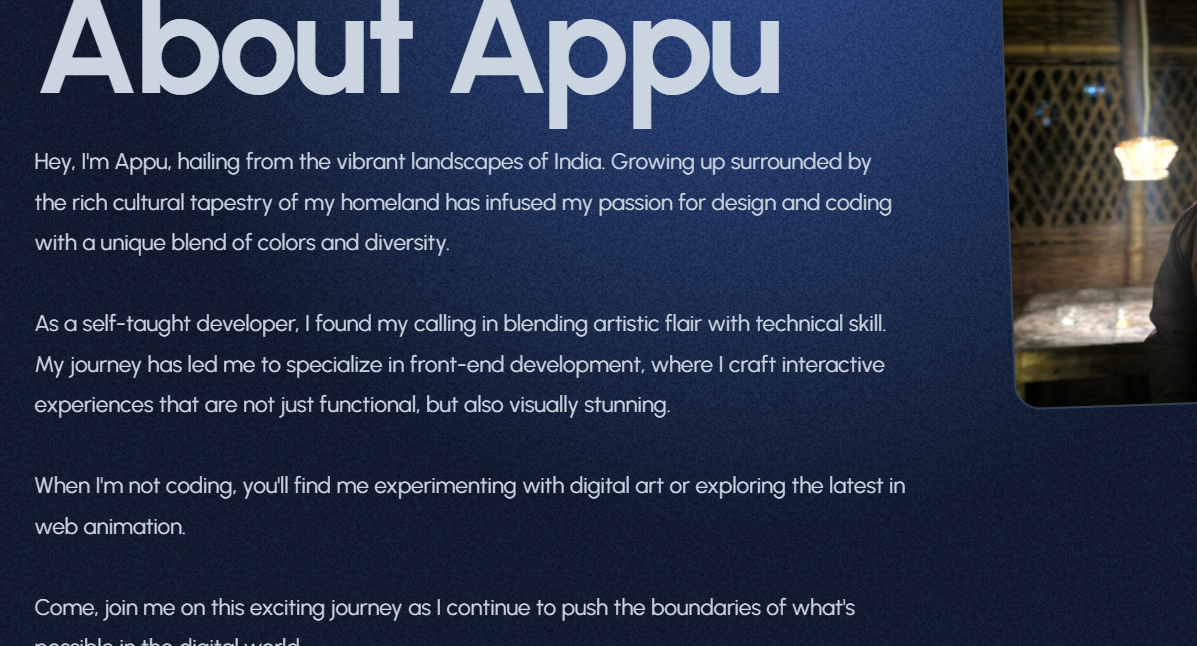 About Appu
Hey, I'm Appu, hailing from the vibrant landscapes of India. Growing up surrounded by
the rich cultural tapestry of my homeland has infused my passion for design and coding
with a unique blend of colors and diversity.
As a self-taught developer, I found my calling in blending artistic flair with technical skill.
My journey has led me to specialize in front-end development, where I craft interactive
experiences that are not just functional, but also visually stunning.
When I'm not coding, you'll find me experimenting with digital art or exploring the latest in
web animation.
Come, join me on this exciting journey as I continue to push the boundaries of what's
possible in the digital world.